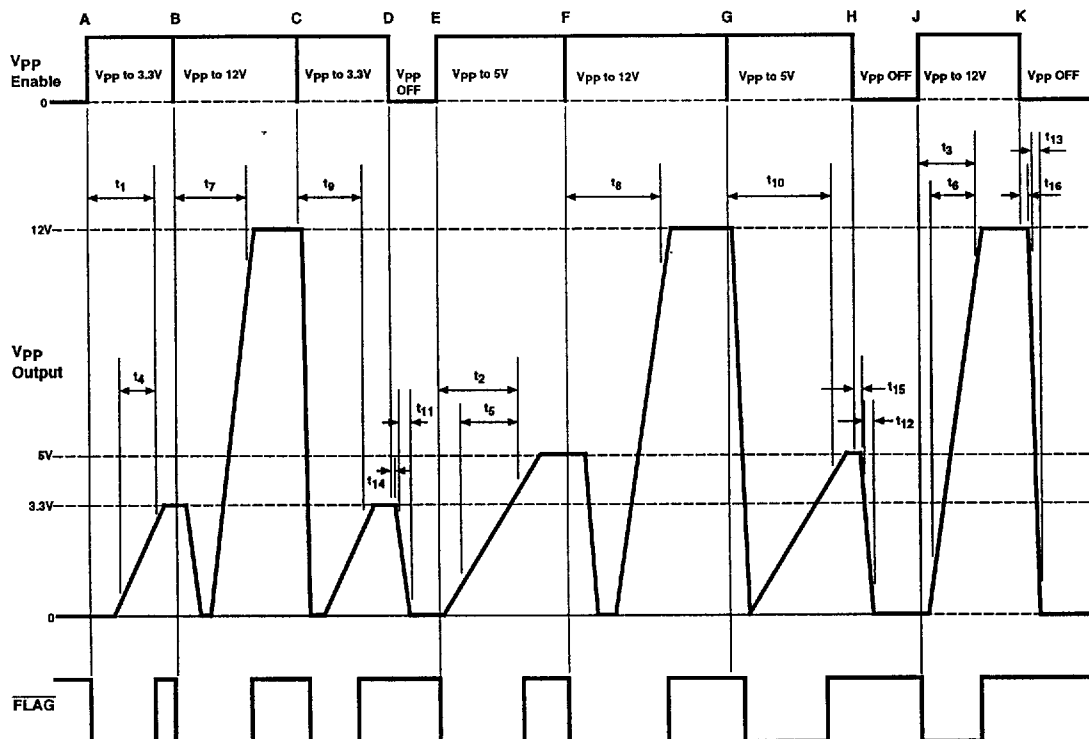 A B C D E F G H J K
VPP Enable
VPP to 3.3V VPP to 12V VPP to 3.3V VPP OFF VPP to 5V VPP to 12V VPP to 5V VPP OFF VPP to 12V VPP OFF
0
t13
t3
t1 t7 t9 t8 t10 t6 t16
12V
VPP Output
t4 t2 t15
t11 t5 t12
5V
t14
3.3V
0
FLAG